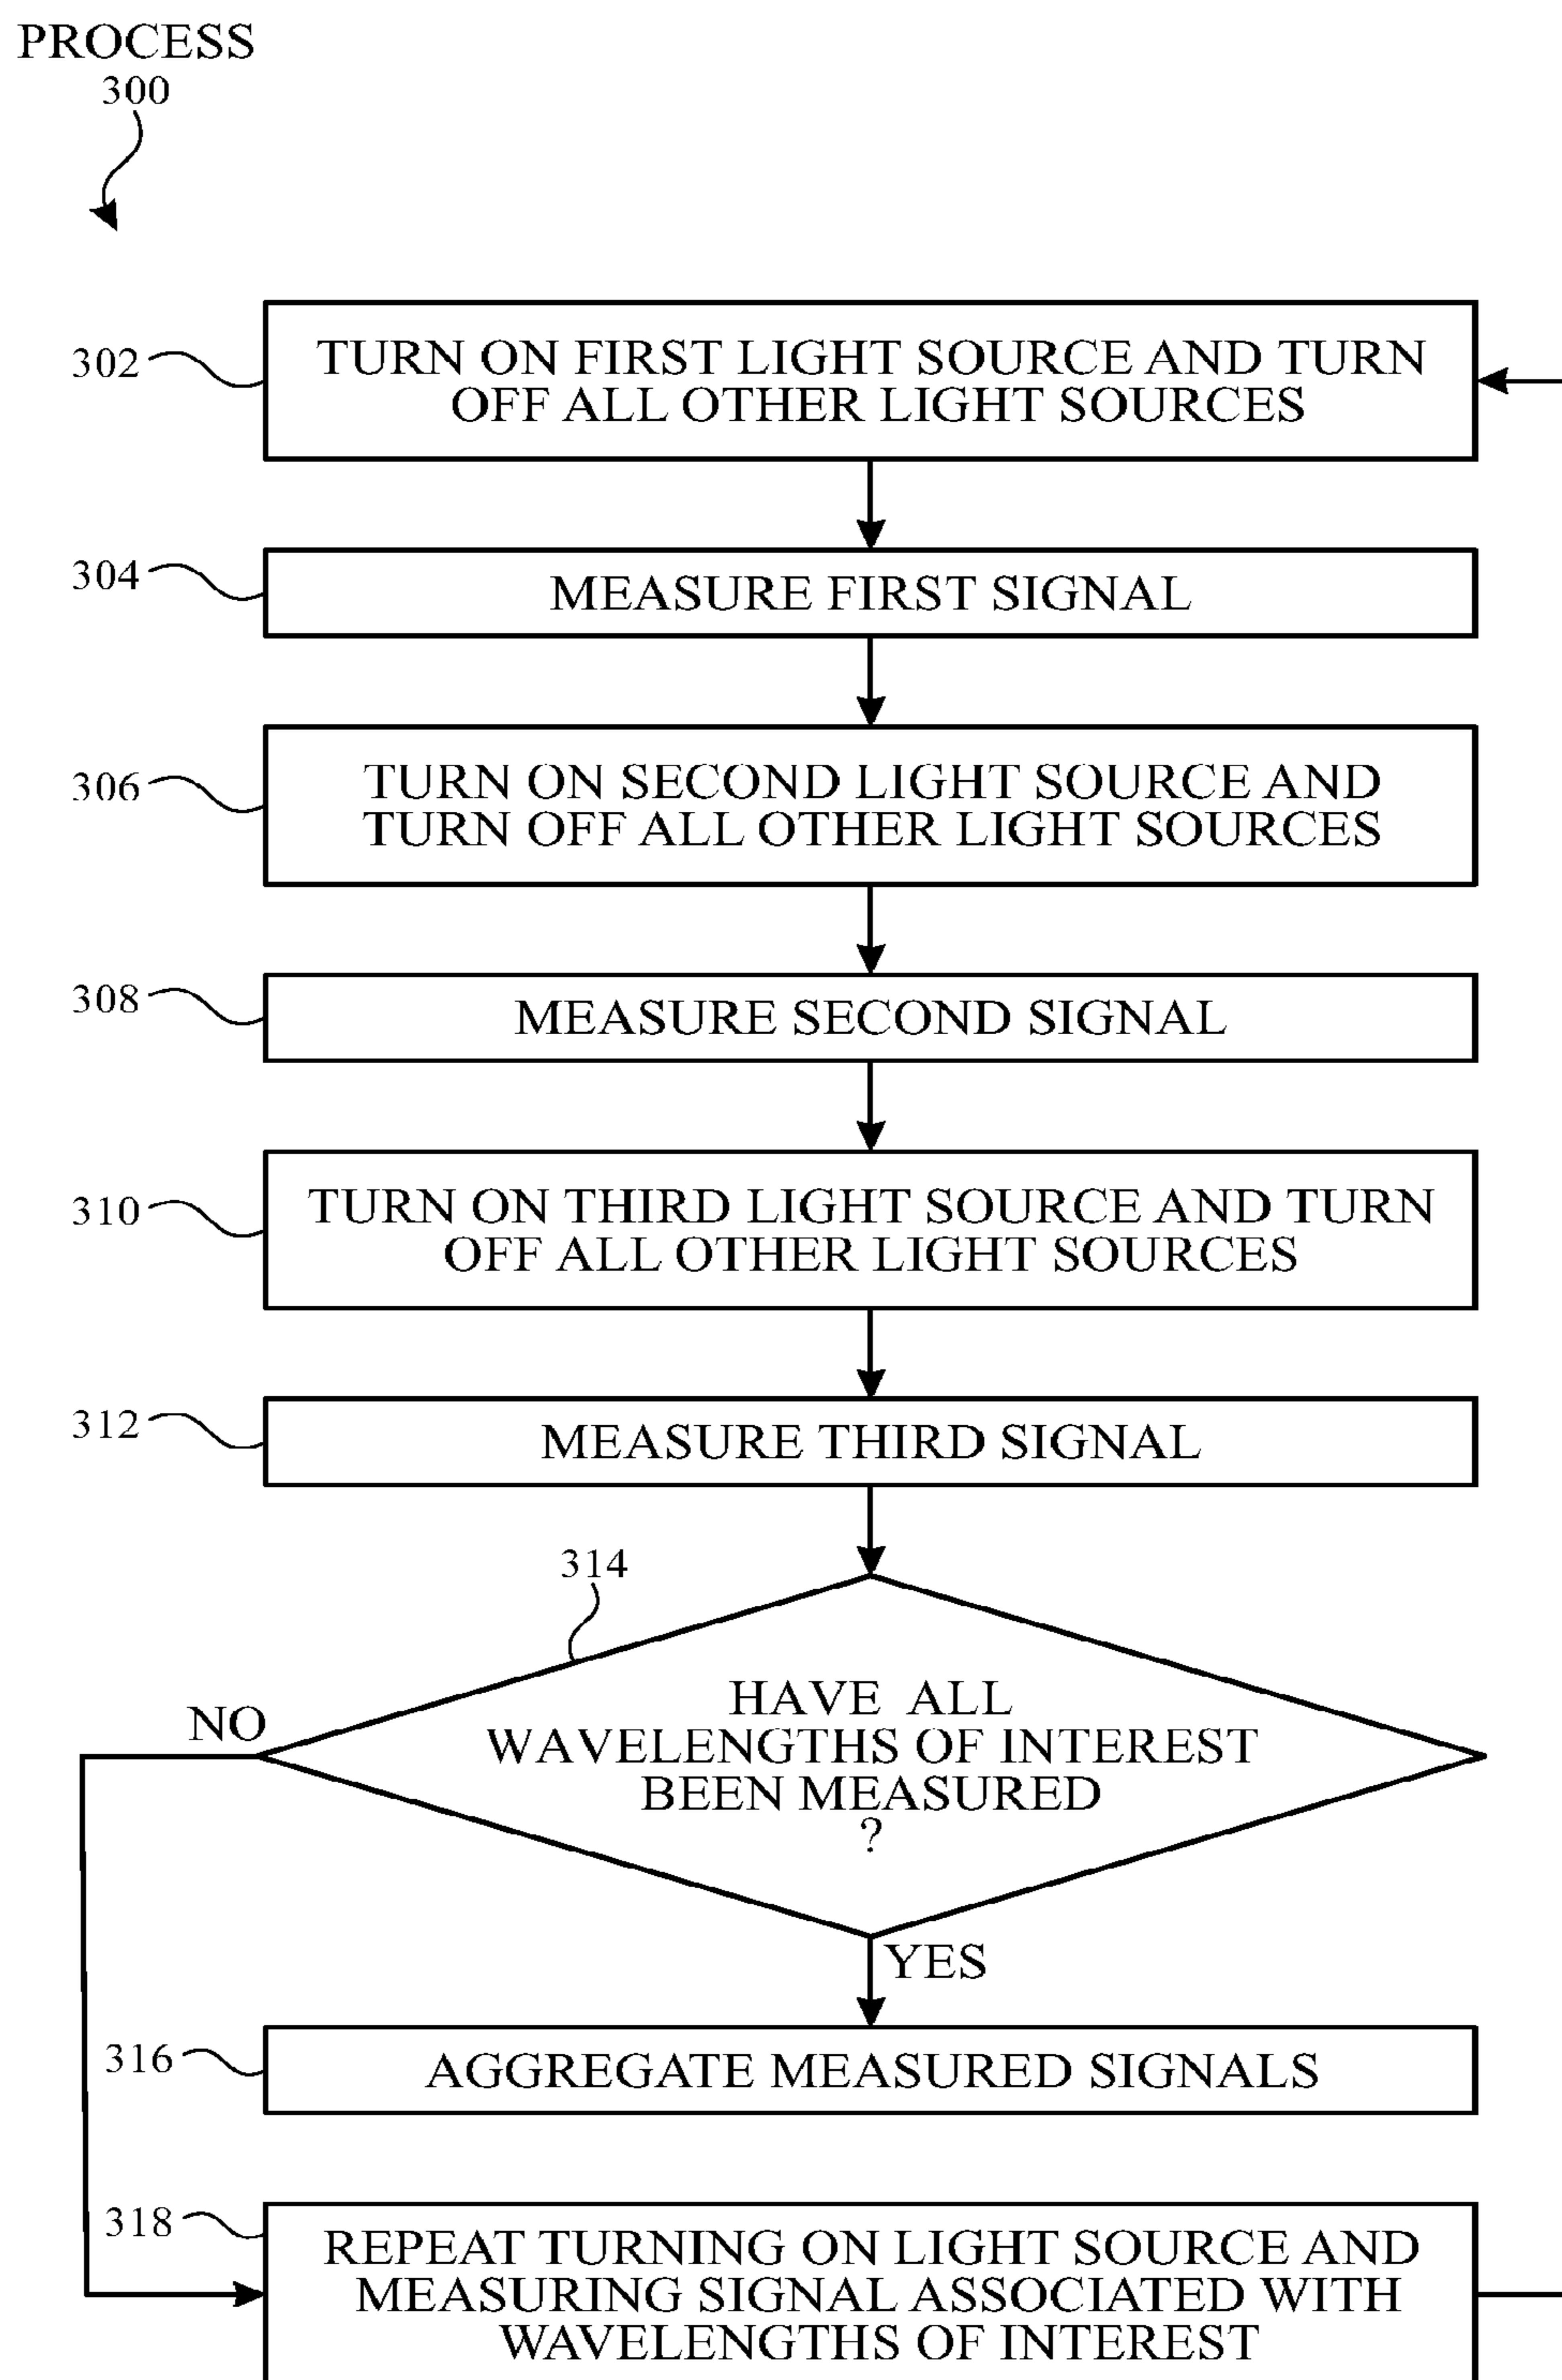 PROCESS
300
302
TURN ON FIRST LIGHT SOURCE AND TURN
OFF ALL OTHER LIGHT SOURCES
304
MEASURE FIRST SIGNAL
306
TURN ON SECOND LIGHT SOURCE AND
TURN OFF ALL OTHER LIGHT SOURCES
308
MEASURE SECOND SIGNAL
310
TURN ON THIRD LIGHT SOURCE AND TURN
OFF ALL OTHER LIGHT SOURCES
312
MEASURE THIRD SIGNAL
314
HAVE ALL
WAVELENGTHS OF INTEREST
BEEN MEASURED
?
NO
YES
316
AGGREGATE MEASURED SIGNALS
318
REPEAT TURNING ON LIGHT SOURCE AND
MEASURING SIGNAL ASSOCIATED WITH
WAVELENGTHS OF INTEREST